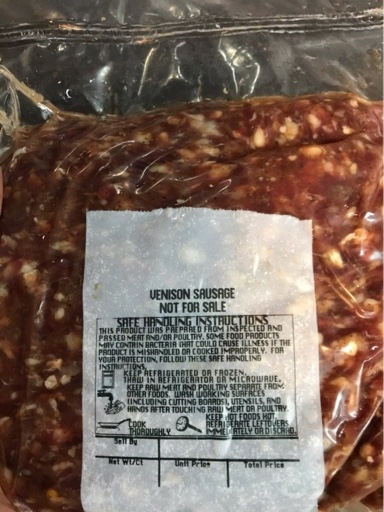 VENISON SAUSAGE
NOT FOR SALE
SAFE HANDLING INSTRUCTIONS
THIS PRODUCT WAS PREPARED FROM INSPECTED AND
PASSED MEAT AND/OR POULTRY. SOME FOOD PRODUCTS
MAY CONTAIN BACTERIA THAT COULD CAUSE ILLNESS IF THE
PRODUCT IS MISHANDLED OR COOKED IMPROPERLY. FOR
YOUR PROTECTION, FOLLOW THESE SAFE HANDLING
INSTRUCTIONS.
KEEP REFRIGERATED OR FROZEN.
THAW IN REFRIGERATOR OR MICROWAVE.
KEEP RAW MEAT AND POULTRY SEPARATE FROM
OTHER FOODS. WASH WORKING SURFACES
(INCLUDING CUTTING BOARDS), UTENSILS, AND
HANDS AFTER TOUCHING RAW MEAT OR POULTRY.
COOK
THOROUGHLY
KEEP HOT FOODS HOT.
REFRIGERATE LEFTOVERS
IMMEDIATELY OR DISCARD.
Sell By
Net Wt/Ct
Unit Price
Total Price